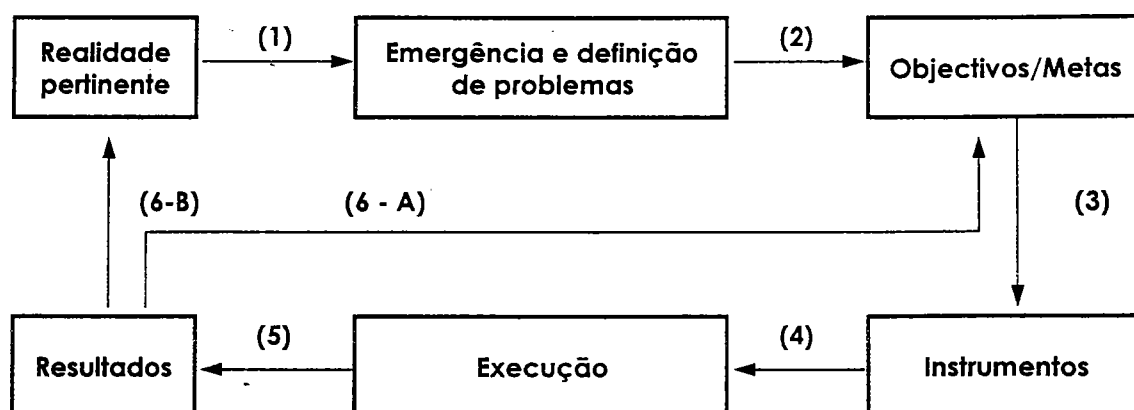 Realidade
pertinente
(1)
Emergência e definição
de problemas
(2)
Objectivos/Metas
(6-B)
(6 - A)
(3)
Resultados
(5)
Execução
(4)
Instrumentos